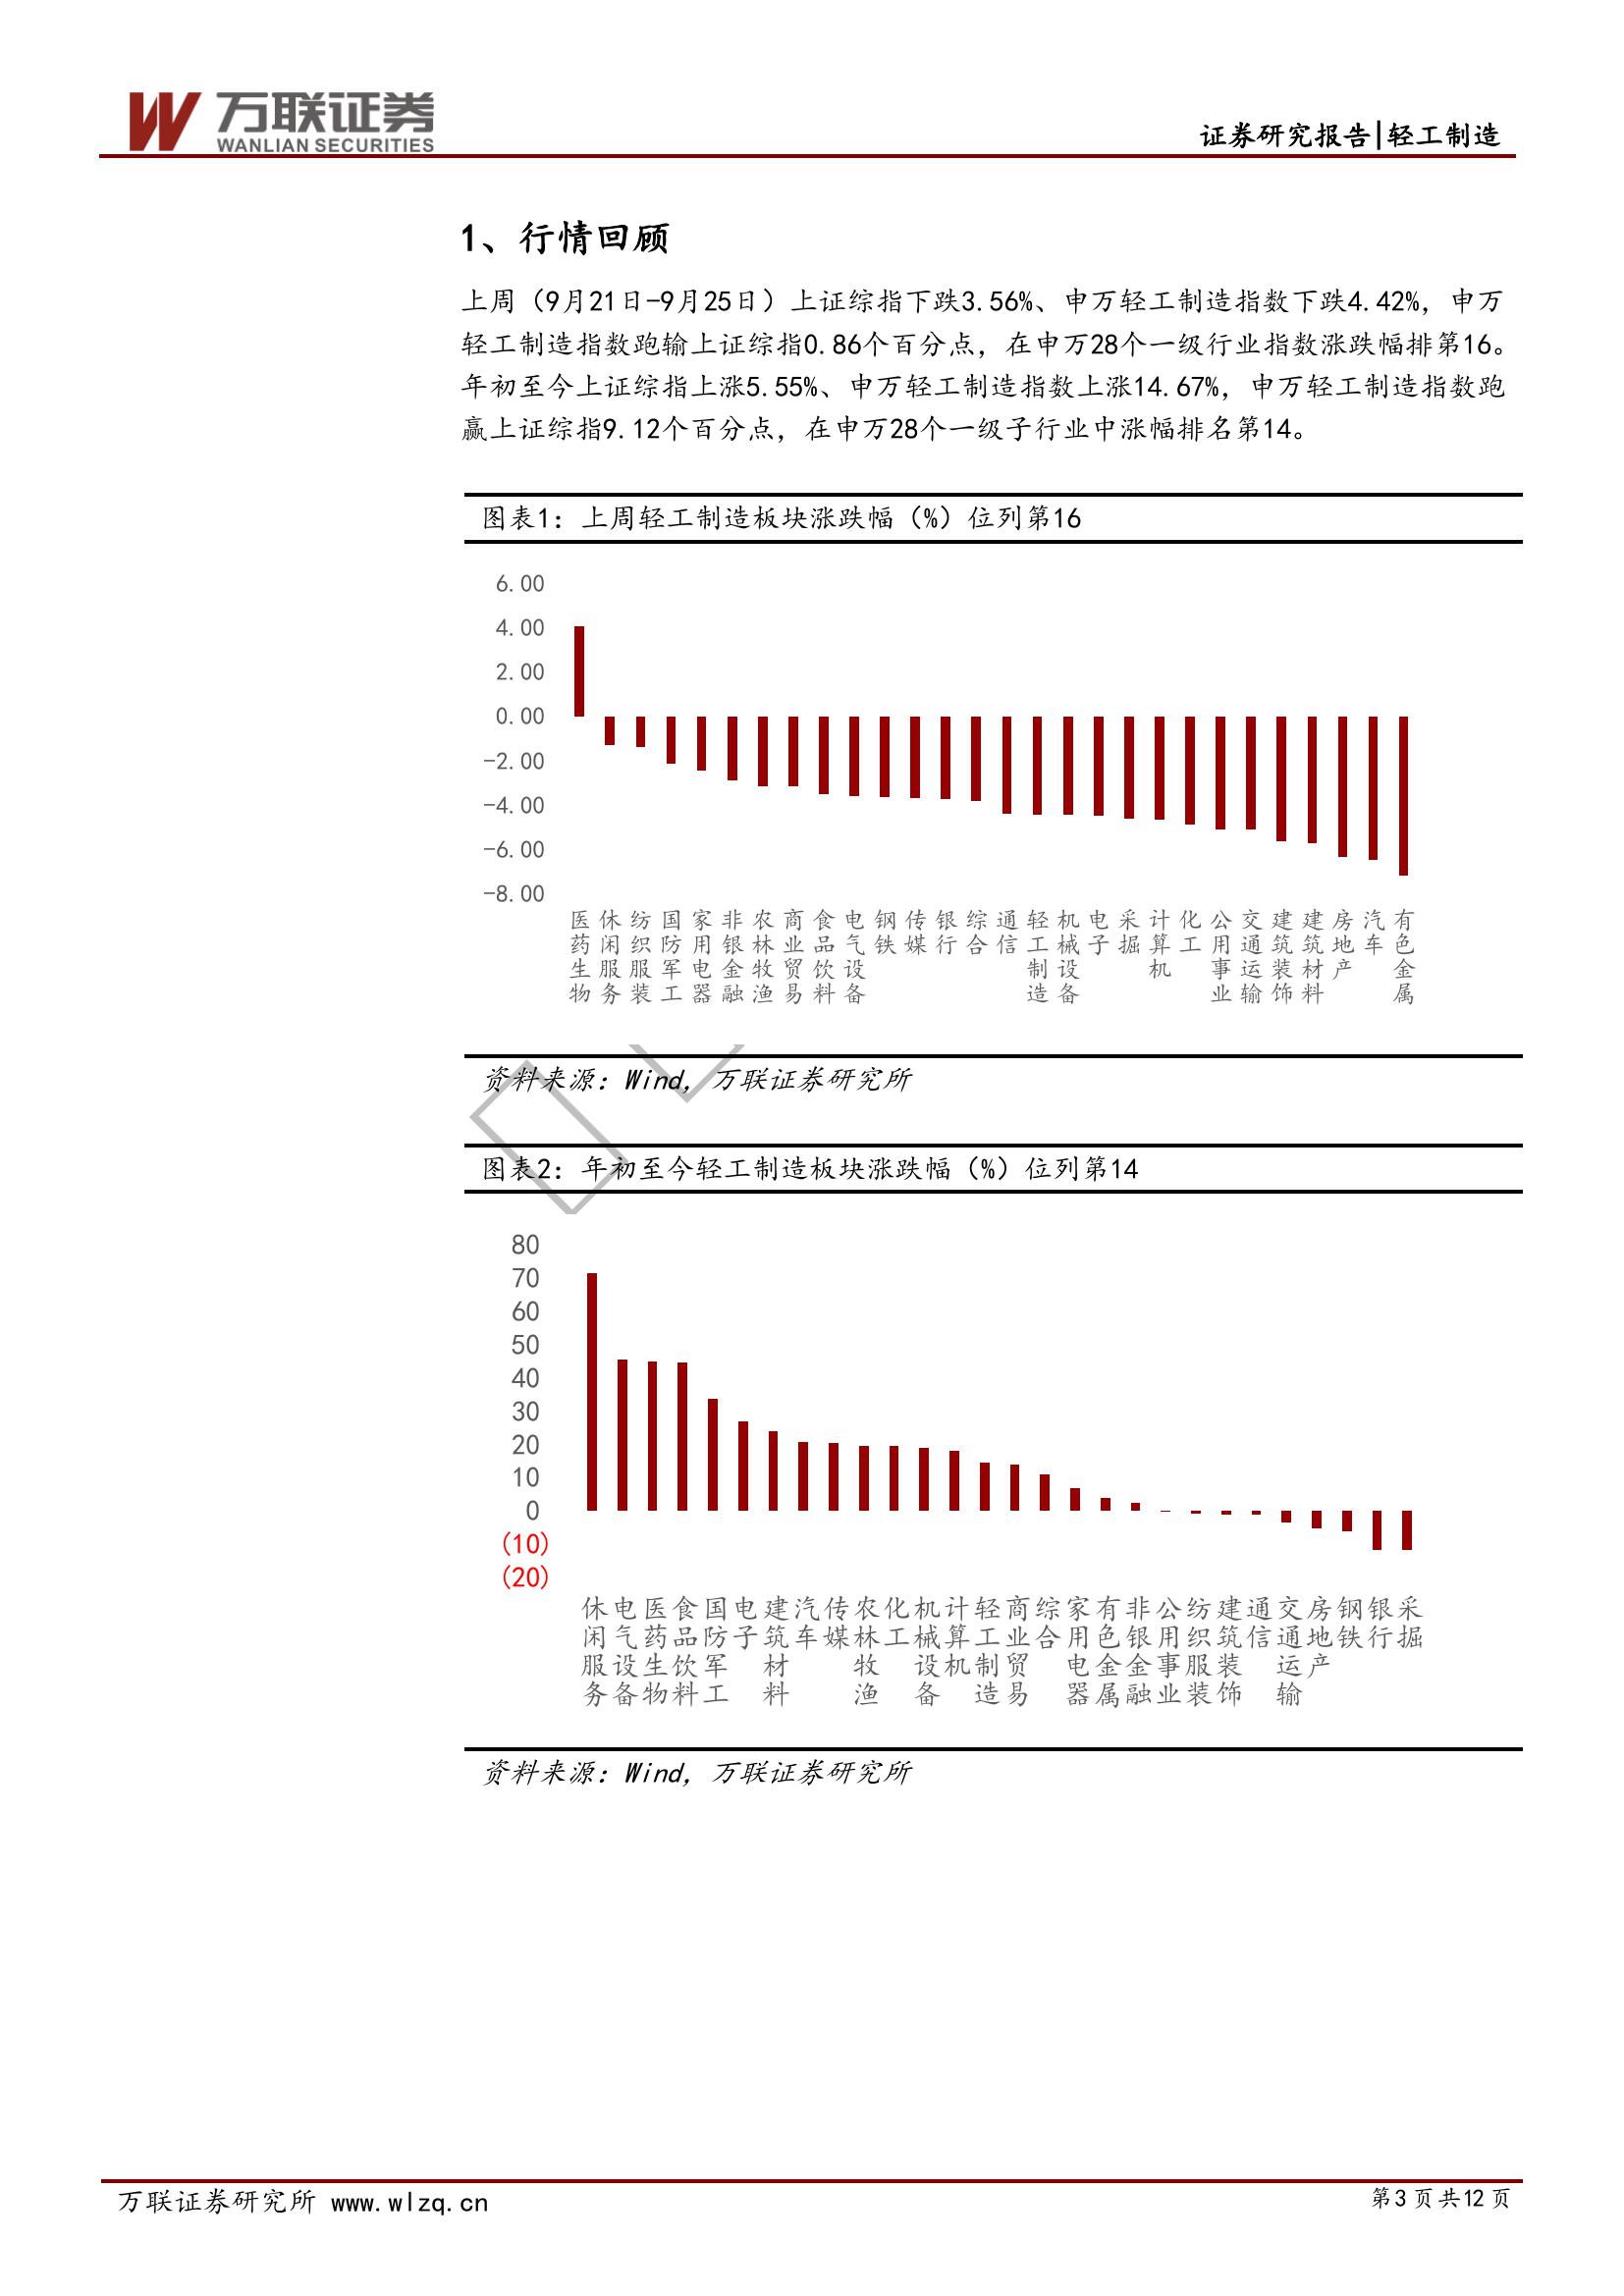 万联证券
WANLIAN SECURITIES
证券研究报告|轻工制造
1、行情回顾
上周（9月21日-9月25日）上证综指下跌3.56%、申万轻工制造指数下跌4.42%，申万
轻工制造指数跑输上证综指0.86个百分点，在申万28个一级行业指数涨跌幅排第16。
年初至今上证综指上涨5.55%、申万轻工制造指数上涨14.67%，申万轻工制造指数跑
赢上证综指9.12个百分点，在申万28个一级子行业中涨幅排名第14。
图表1：上周轻工制造板块涨跌幅（%）位列第16
6.00
4.00
2.00
0.00
-2.00
-4.00
-6.00
-8.00
医药生物
休闲服务
纺织服装
国防军工
家用电器
非银金融
农林牧渔
商业贸易
食品饮料
电气设备
钢铁
传媒
银行
综合
通信
轻工制造
机械设备
电子
采掘
计算机
化工
公用事业
交通运输
建筑装饰
建筑材料
房地产
汽车
有色金属
资料来源：Wind，万联证券研究所
图表2：年初至今轻工制造板块涨跌幅（%）位列第14
80
70
60
50
40
30
20
10
0
(10)
(20)
休闲服务
电气设备
医药生物
食品饮料
国防军工
电子
建筑材料
汽车
传媒
农林牧渔
化工
机械设备
计算机
轻工制造
商业贸易
综合
家用电器
有色金属
非银金融
公用事业
纺织服装
建筑装饰
通信
交通运输
房地产
钢铁
银行
采掘
资料来源：Wind，万联证券研究所
万联证券研究所 www.wlzq.cn
第3页共12页